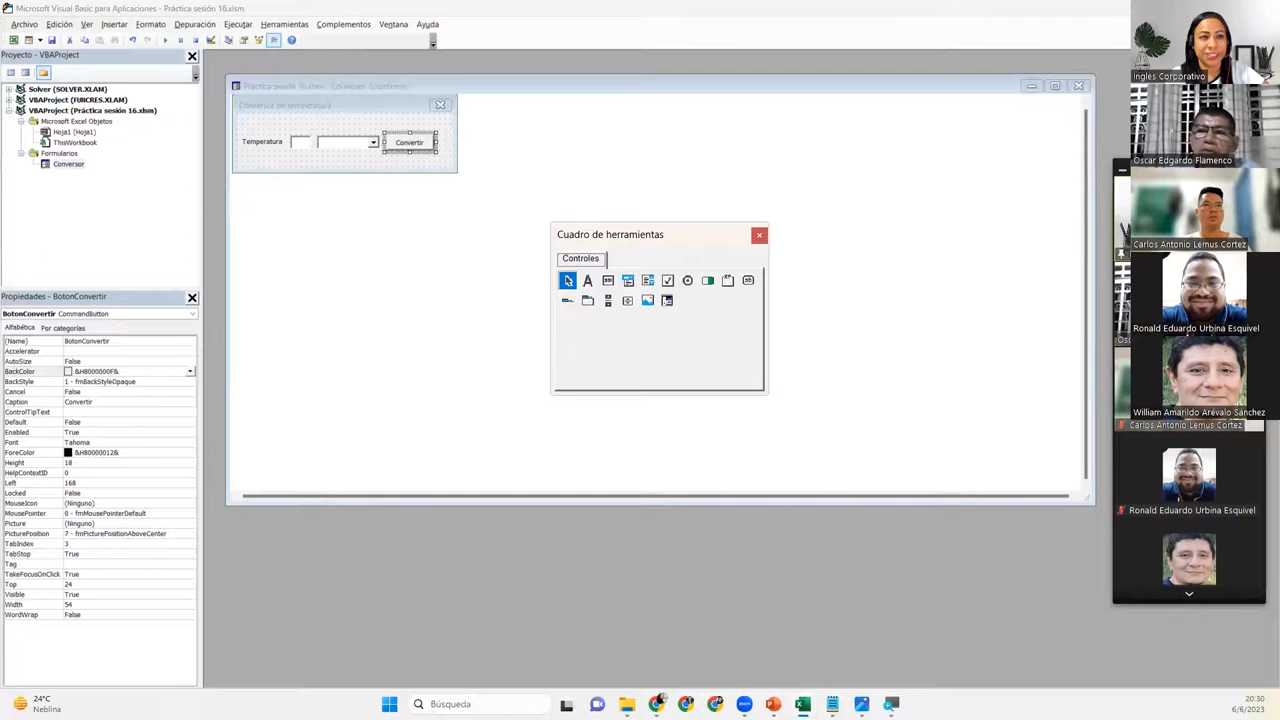 Microsoft Visual Basic para Aplicaciones - Práctica sesión 16.xlsm
Archivo Edición Ver Insertar Formato Depuración Ejecutar Herramientas Complementos Ventana Ayuda
Proyecto - VBAProject
Solver (SOLVER.XLAM)
VBAProject (FUNCRES.XLAM)
VBAProject (Práctica sesión 16.xlsm)
Microsoft Excel Objetos
Hoja1 (Hoja1)
ThisWorkbook
Formularios
Conversor
Propiedades - BotonConvertir
BotonConvertir CommandButton
Alfabética Por categorías
(Name) BotonConvertir
Accelerator
AutoSize False
BackColor &H8000000F&
BackStyle 1 - fmBackStyleOpaque
Cancel False
Caption Convertir
ControlTipText
Default False
Enabled True
Font Tahoma
ForeColor &H80000012&
Height 18
HelpContextID 0
Left 168
Locked False
MouseIcon (Ninguno)
MousePointer 0 - fmMousePointerDefault
Picture (Ninguno)
PicturePosition 7 - fmPicturePositionAboveCenter
TabIndex 3
TabStop True
Tag
TakeFocusOnClick True
Top 24
Visible True
Width 54
WordWrap False
Temperatura
Convertir
Cuadro de herramientas
Controles
Ingles Corporativo
Oscar Edgardo Flamenco
Carlos Antonio Lemus Cortez
Ronald Eduardo Urbina Esquivel
William Amarildo Arévalo Sánchez
Carlos Antonio Lemus Cortez
Ronald Eduardo Urbina Esquivel
24°C
Neblina
Búsqueda
20:30
6/6/2023